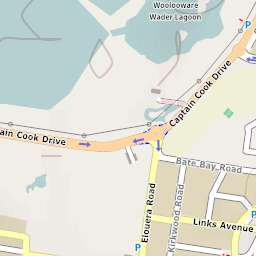 Woolooware
Wader Lagoon
P
Captain Cook Drive
ain Cook Drive
Bate Bay Road
Elouera Road
Kirkwood Road
Links Avenue
P
P